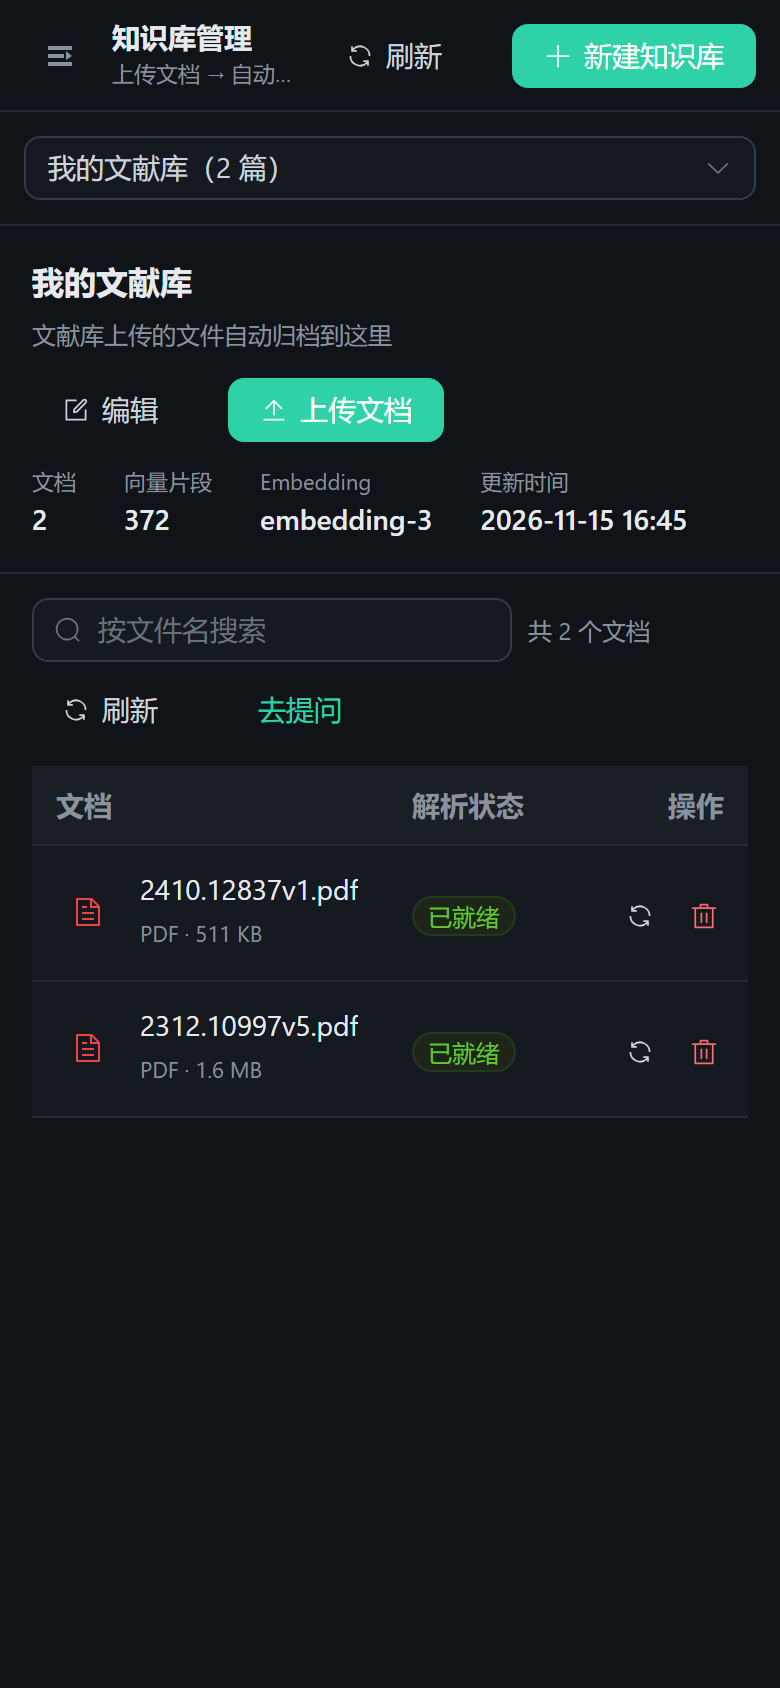 知识库管理
上传文档 → 自动...
刷新
新建知识库
我的文献库（2 篇）
我的文献库
文献库上传的文件自动归档到这里
编辑
上传文档
文档 向量片段 Embedding 更新时间
2 372 embedding-3 2026-11-15 16:45
按文件名搜索
共 2 个文档
刷新
去提问
文档 解析状态 操作
2410.12837v1.pdf
PDF · 511 KB
已就绪
2312.10997v5.pdf
PDF · 1.6 MB
已就绪